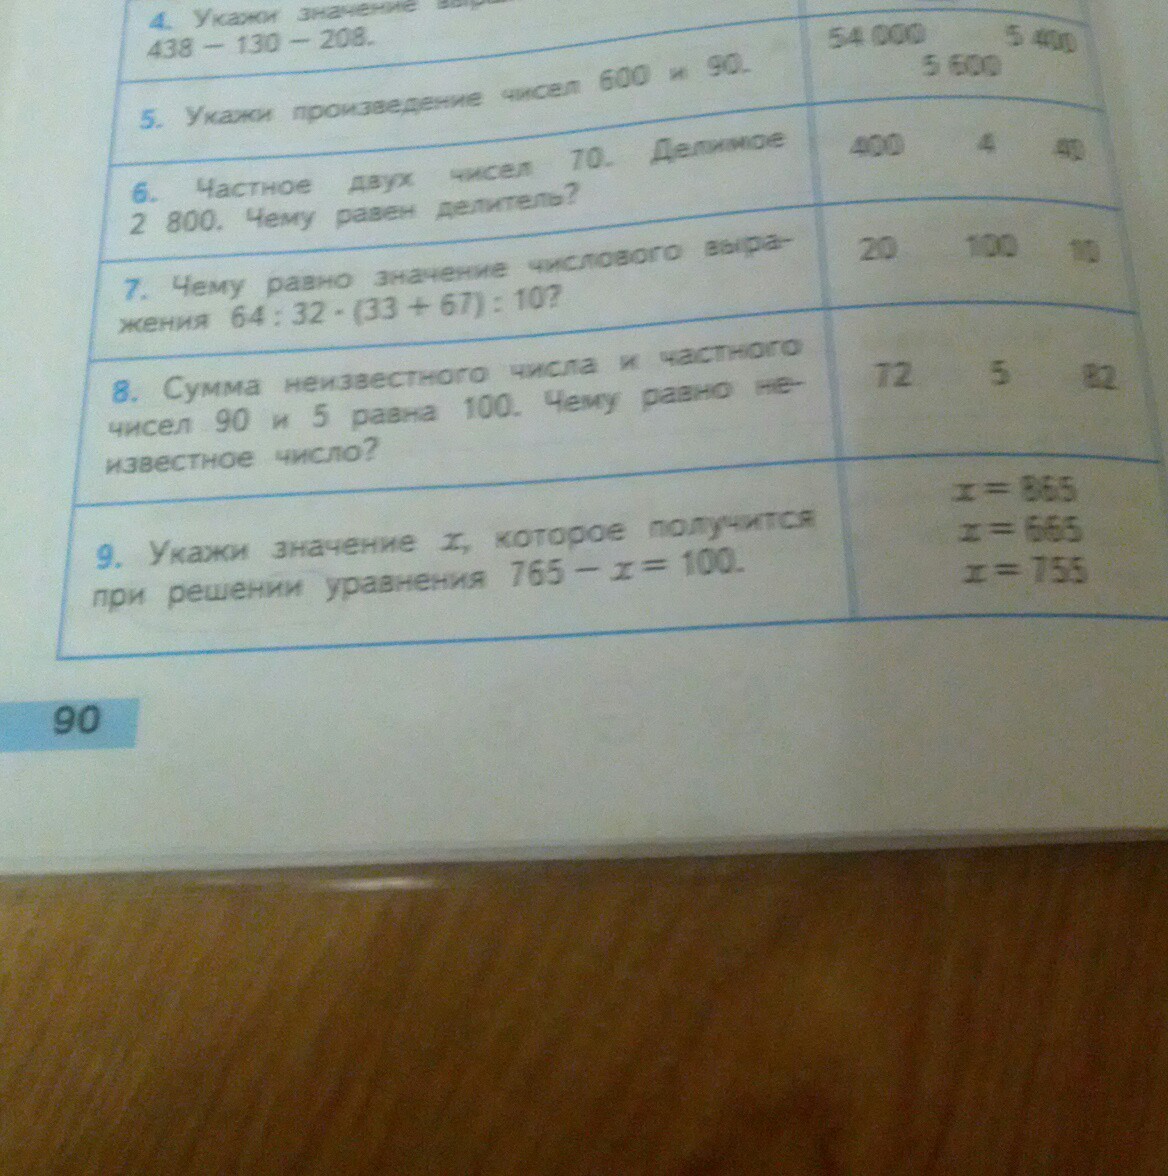 4. Укажи значение
438 – 130 – 208.
5. Укажи произведение чисел 600 и 90.
54 000 5 400
5 600
6. Частное двух чисел 70. Делимое
2 800. Чему равен делитель?
400 4 40
7. Чему равно значение числового выра-
жения 64 : 32 · (33 + 67) : 10?
20 100 10
8. Сумма неизвестного числа и частного
чисел 90 и 5 равна 100. Чему равно не-
известное число?
72 5 82
9. Укажи значение x, которое получится
при решении уравнения 765 – x = 100.
x = 865
x = 665
x = 755
90